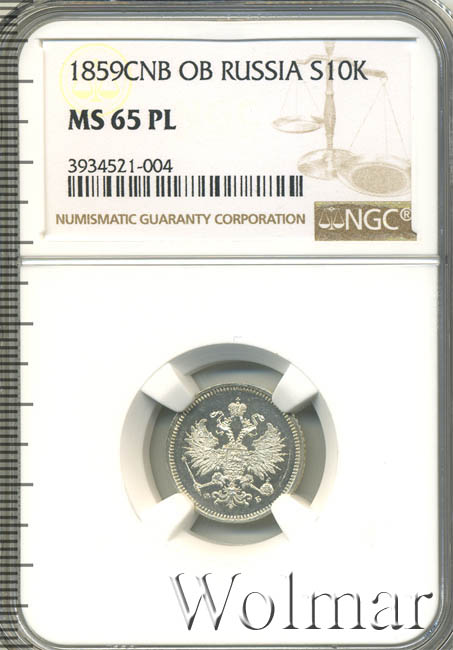 1859CNB OB RUSSIA S10K
MS 65 PL
3934521-004
NUMISMATIC GUARANTY CORPORATION
NGC®
Ф Б
Wolmar